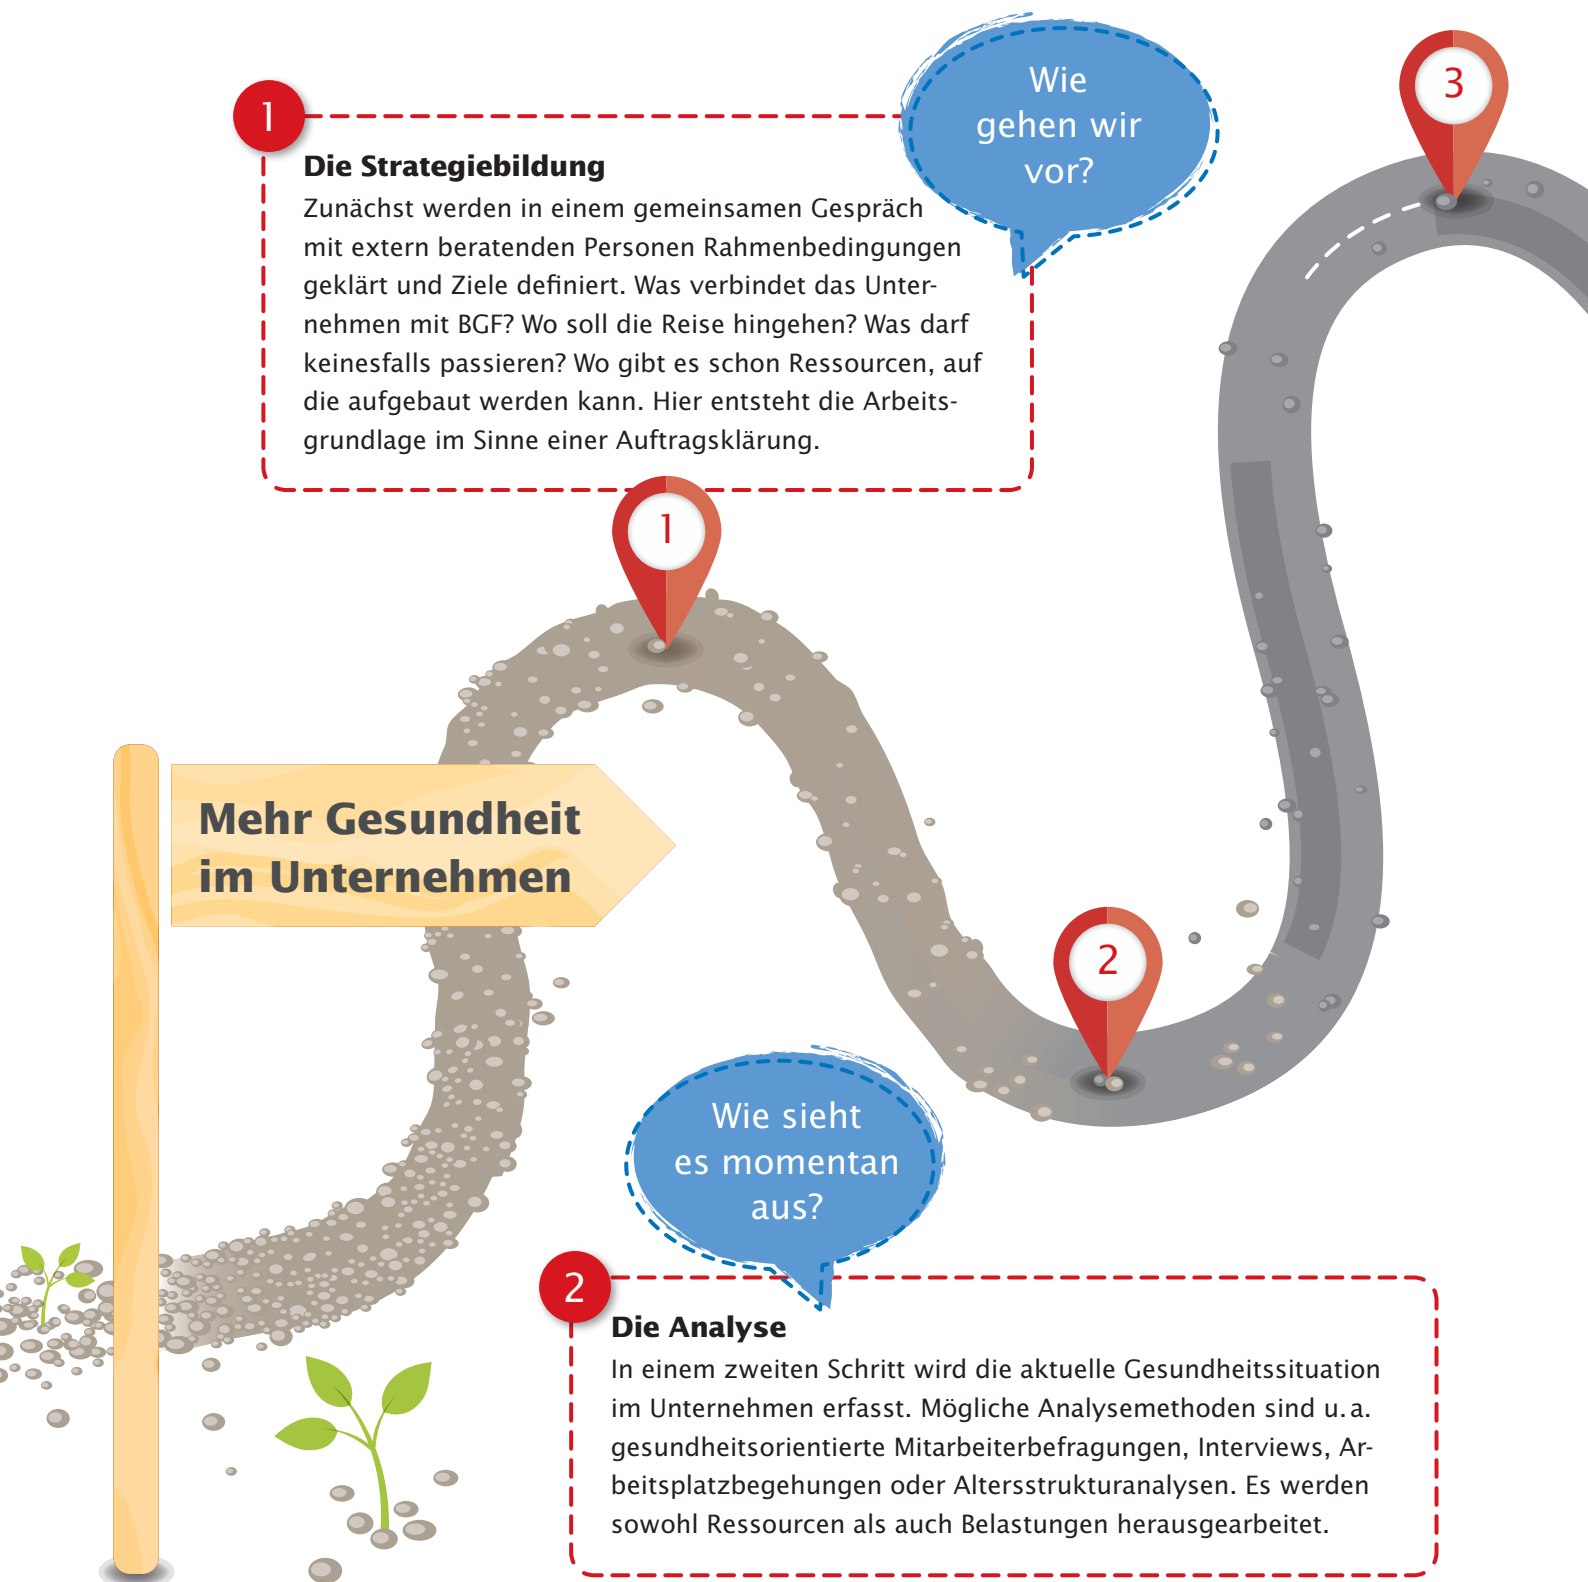 Wie
gehen wir
vor?
3
1
Die Strategiebildung
Zunächst werden in einem gemeinsamen Gespräch
mit extern beratenden Personen Rahmenbedingungen
geklärt und Ziele definiert. Was verbindet das Unter-
nehmen mit BGF? Wo soll die Reise hingehen? Was darf
keinesfalls passieren? Wo gibt es schon Ressourcen, auf
die aufgebaut werden kann. Hier entsteht die Arbeits-
grundlage im Sinne einer Auftragsklärung.
1
Mehr Gesundheit
im Unternehmen
2
Wie sieht
es momentan
aus?
2
Die Analyse
In einem zweiten Schritt wird die aktuelle Gesundheitssituation
im Unternehmen erfasst. Mögliche Analysemethoden sind u. a.
gesundheitsorientierte Mitarbeiterbefragungen, Interviews, Ar-
beitsplatzbegehungen oder Altersstrukturanalysen. Es werden
sowohl Ressourcen als auch Belastungen herausgearbeitet.